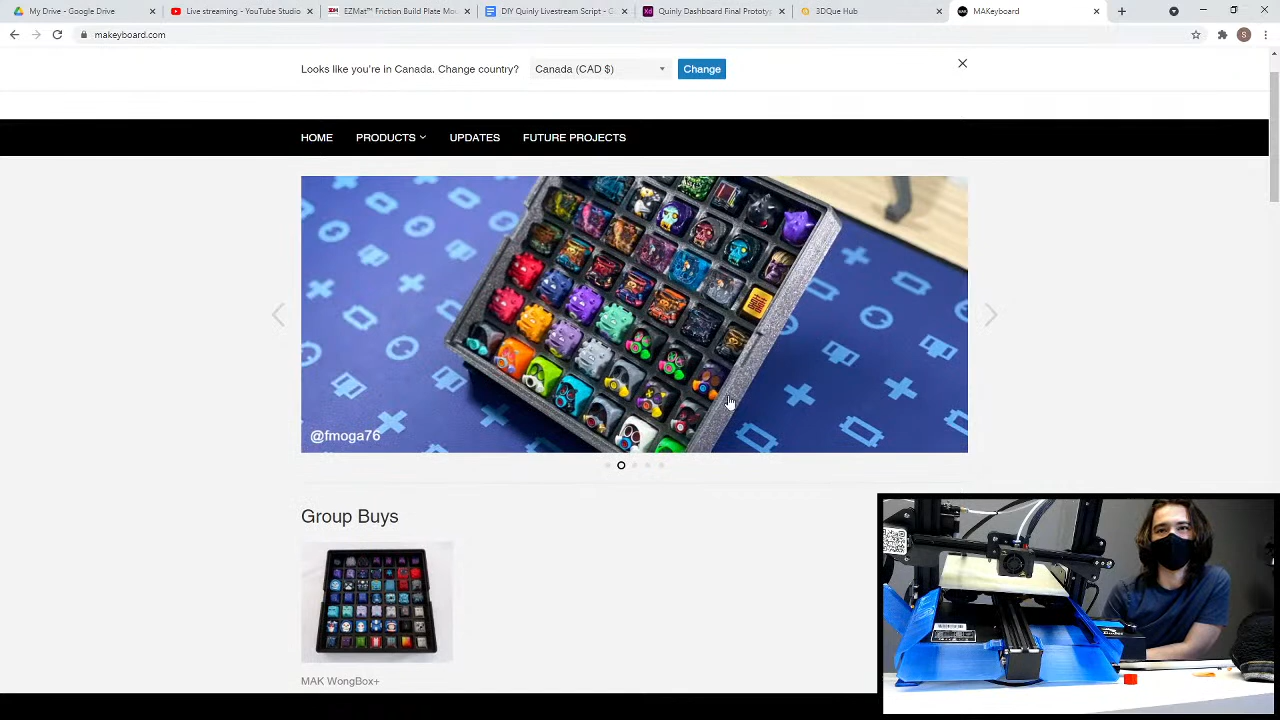 My Drive - Google Drive
Live streaming - YouTube Studio
EZMat™ Friction Build Plate Mou
DIY Quinly Livestream Script - G
Quinly Dashboard Final Prototyp
3DQue Hub
MAKeyboard
makeyboard.com
Looks like you're in Canada. Change country?
Canada (CAD $)
Change
HOME
PRODUCTS
UPDATES
FUTURE PROJECTS
@fmoga76
Group Buys
MAK WongBox+